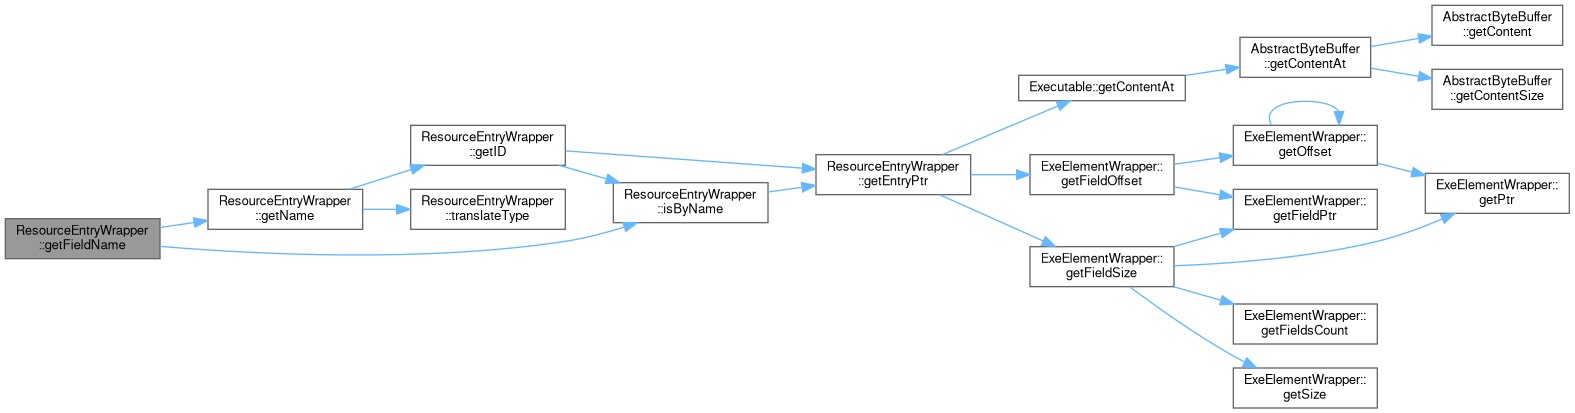 ResourceEntryWrapper
::getFieldName
ResourceEntryWrapper
::getName
ResourceEntryWrapper
::getID
ResourceEntryWrapper
::translateType
ResourceEntryWrapper
::isByName
ResourceEntryWrapper
::getEntryPtr
Executable::getContentAt
ExeElementWrapper::
getFieldOffset
ExeElementWrapper::
getFieldSize
AbstractByteBuffer
::getContentAt
ExeElementWrapper::
getOffset
ExeElementWrapper::
getFieldPtr
ExeElementWrapper::
getFieldsCount
ExeElementWrapper::
getSize
AbstractByteBuffer
::getContent
AbstractByteBuffer
::getContentSize
ExeElementWrapper::
getPtr